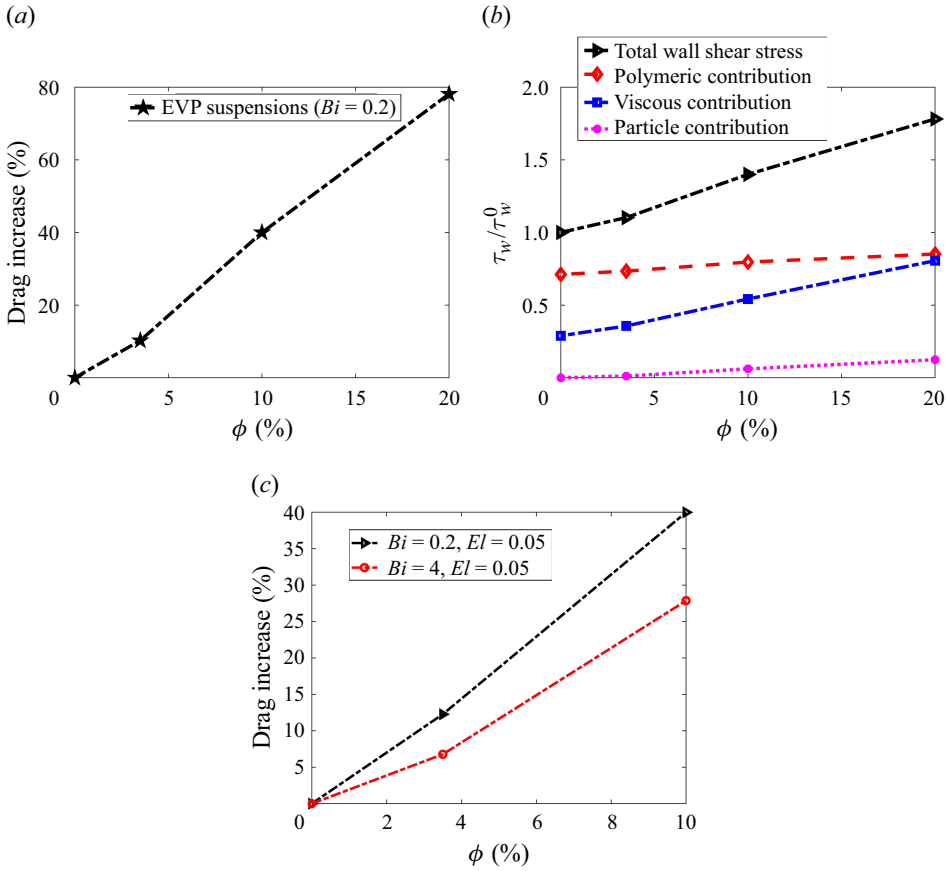 (a)
EVP suspensions (Bi = 0.2)
Drag increase (%)
80
60
40
20
0
5
10
15
20
ϕ (%)
(b)
Total wall shear stress
Polymeric contribution
Viscous contribution
Particle contribution
τw/τ⁰w
2.0
1.5
1.0
0.5
0
5
10
15
20
ϕ (%)
(c)
Bi = 0.2, El = 0.05
Bi = 4, El = 0.05
Drag increase (%)
40
35
30
25
20
15
10
5
0
2
4
6
8
10
ϕ (%)